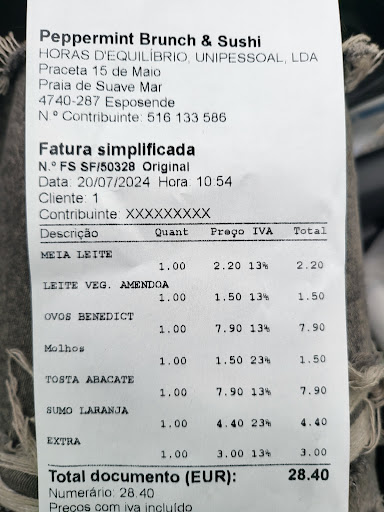 Peppermint Brunch & Sushi
HORAS D'EQUILÍBRIO, UNIPESSOAL, LDA
Praceta 15 de Maio
Praia de Suave Mar
4740-287 Esposende
N.º Contribuinte: 516 133 586
Fatura simplificada
N.º FS SF/50328 Original
Data: 20/07/2024 Hora: 10 54
Cliente: 1
Contribuinte: XXXXXXXXX
Descrição Quant Preço IVA Total
MEIA LEITE
1.00 2.20 13% 2.20
LEITE VEG. AMENDOA
1.00 1.50 13% 1.50
OVOS BENEDICT
1.00 7.90 13% 7.90
Molhos
1.00 1.50 23% 1.50
TOSTA ABACATE
1.00 7.90 13% 7.90
SUMO LARANJA
1.00 4.40 23% 4.40
EXTRA
1.00 3.00 13% 3.00
Total documento (EUR): 28.40
Numerário: 28.40
Preços com iva incluído